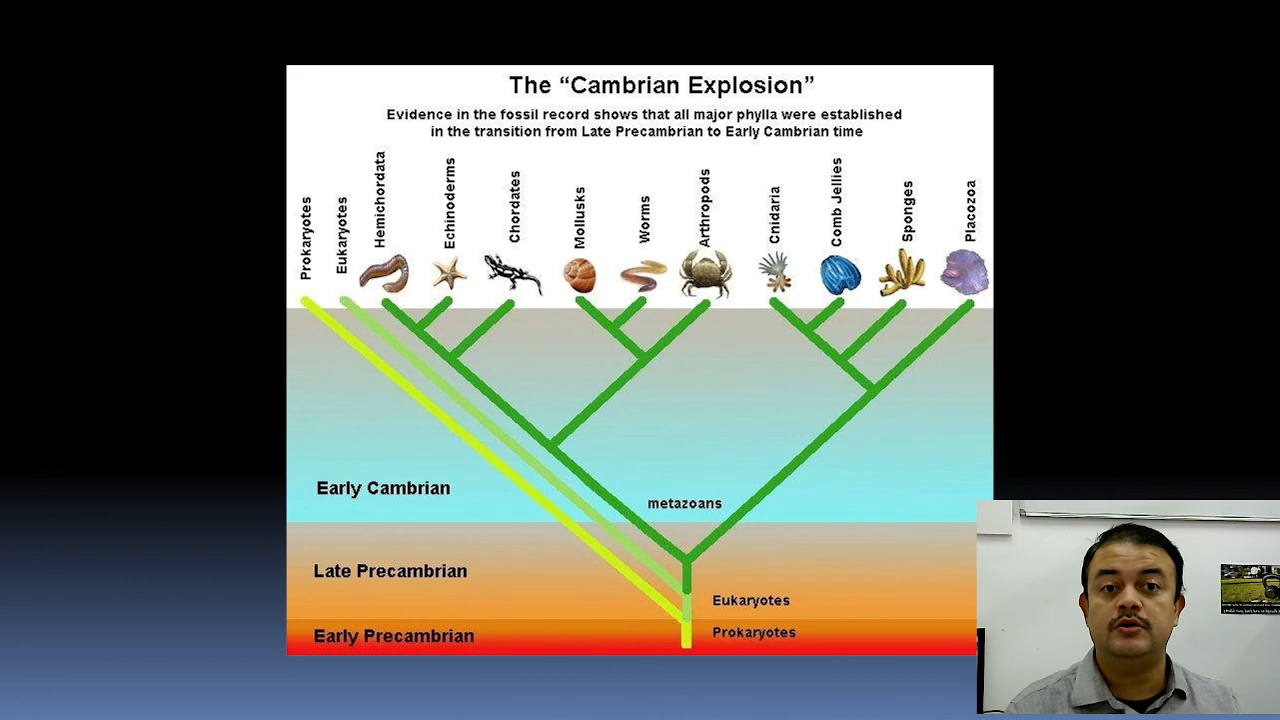 The “Cambrian Explosion”
Evidence in the fossil record shows that all major phylla were established
in the transition from Late Precambrian to Early Cambrian time
Prokaryotes
Eukaryotes
Hemichordata
Echinoderms
Chordates
Mollusks
Worms
Arthropods
Cnidaria
Comb Jellies
Sponges
Placozoa
Early Cambrian
metazoans
Late Precambrian
Eukaryotes
Early Precambrian
Prokaryotes